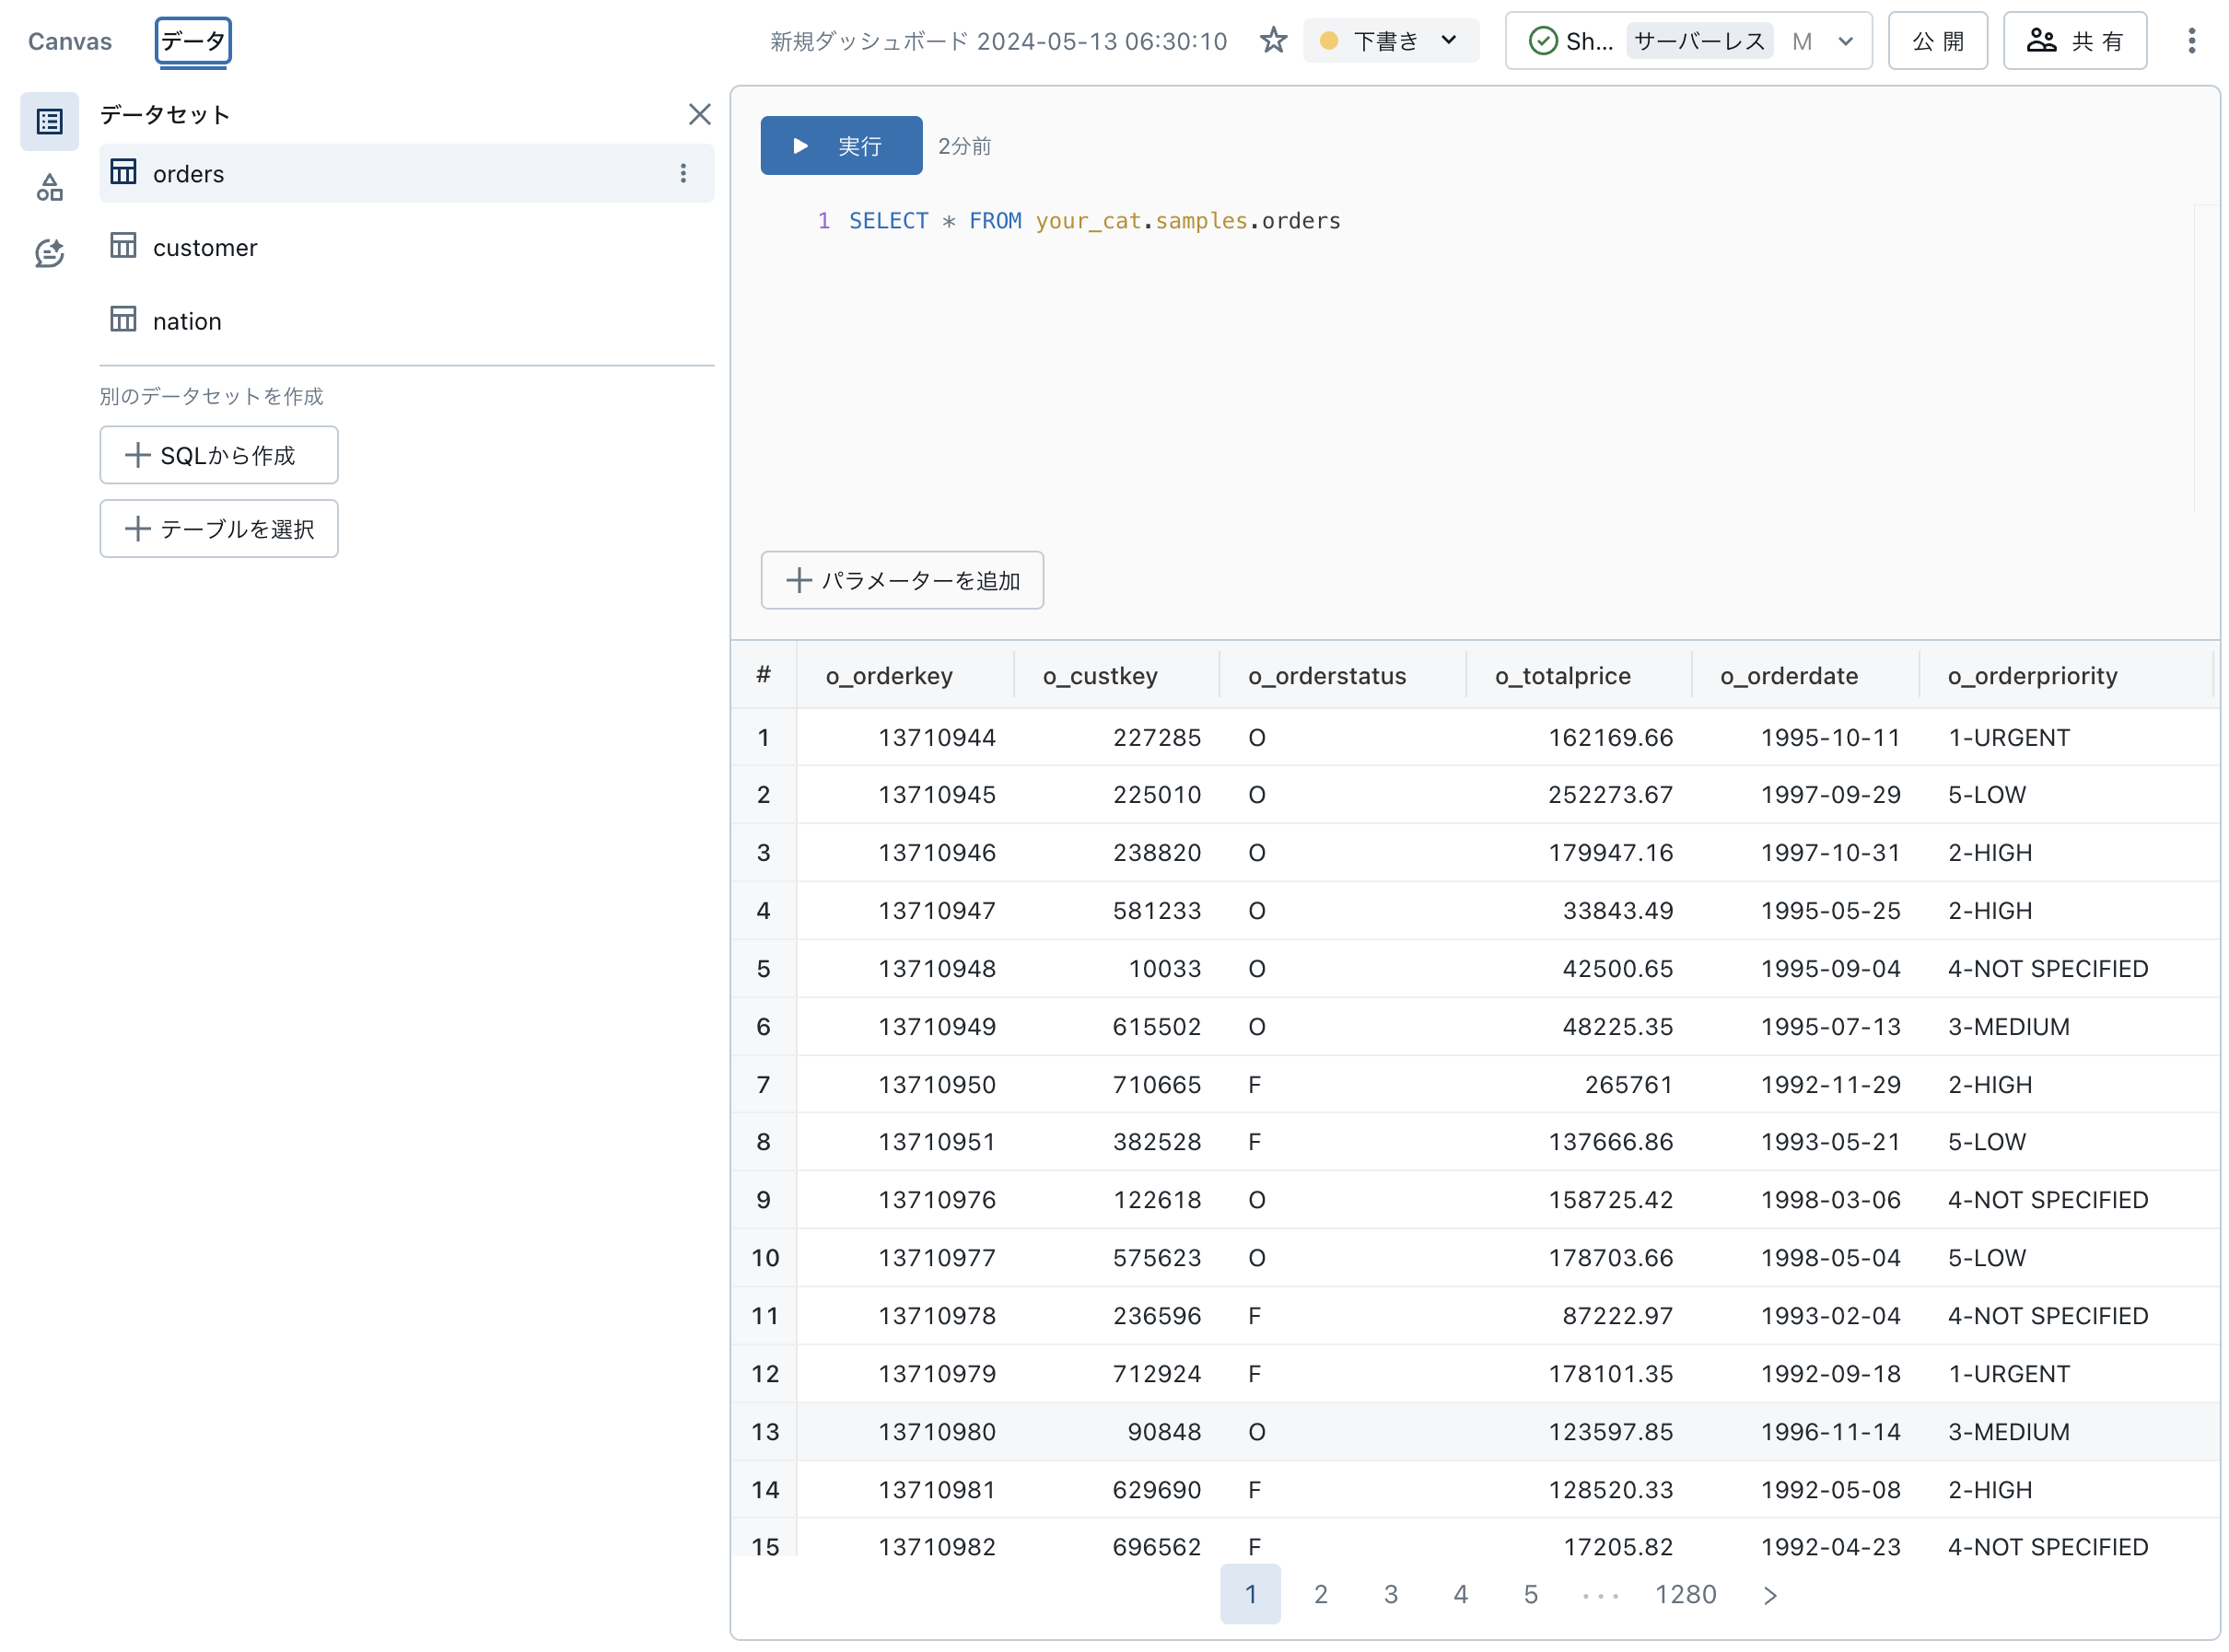 Canvas データ 新規ダッシュボード 2024-05-13 06:30:10 下書き Sh... サーバーレス M 公開 共有
データセット
orders
customer
nation
別のデータセットを作成
SQLから作成
テーブルを選択
実行 2分前
1 SELECT * FROM your_cat.samples.orders
パラメーターを追加
# o_orderkey o_custkey o_orderstatus o_totalprice o_orderdate o_orderpriority
1 13710944 227285 O 162169.66 1995-10-11 1-URGENT
2 13710945 225010 O 252273.67 1997-09-29 5-LOW
3 13710946 238820 O 179947.16 1997-10-31 2-HIGH
4 13710947 581233 O 33843.49 1995-05-25 2-HIGH
5 13710948 10033 O 42500.65 1995-09-04 4-NOT SPECIFIED
6 13710949 615502 O 48225.35 1995-07-13 3-MEDIUM
7 13710950 710665 F 265761 1992-11-29 2-HIGH
8 13710951 382528 F 137666.86 1993-05-21 5-LOW
9 13710976 122618 O 158725.42 1998-03-06 4-NOT SPECIFIED
10 13710977 575623 O 178703.66 1998-05-04 5-LOW
11 13710978 236596 F 87222.97 1993-02-04 4-NOT SPECIFIED
12 13710979 712924 F 178101.35 1992-09-18 1-URGENT
13 13710980 90848 O 123597.85 1996-11-14 3-MEDIUM
14 13710981 629690 F 128520.33 1992-05-08 2-HIGH
15 13710982 696562 F 17205.82 1992-04-23 4-NOT SPECIFIED
1 2 3 4 5 ··· 1280 >